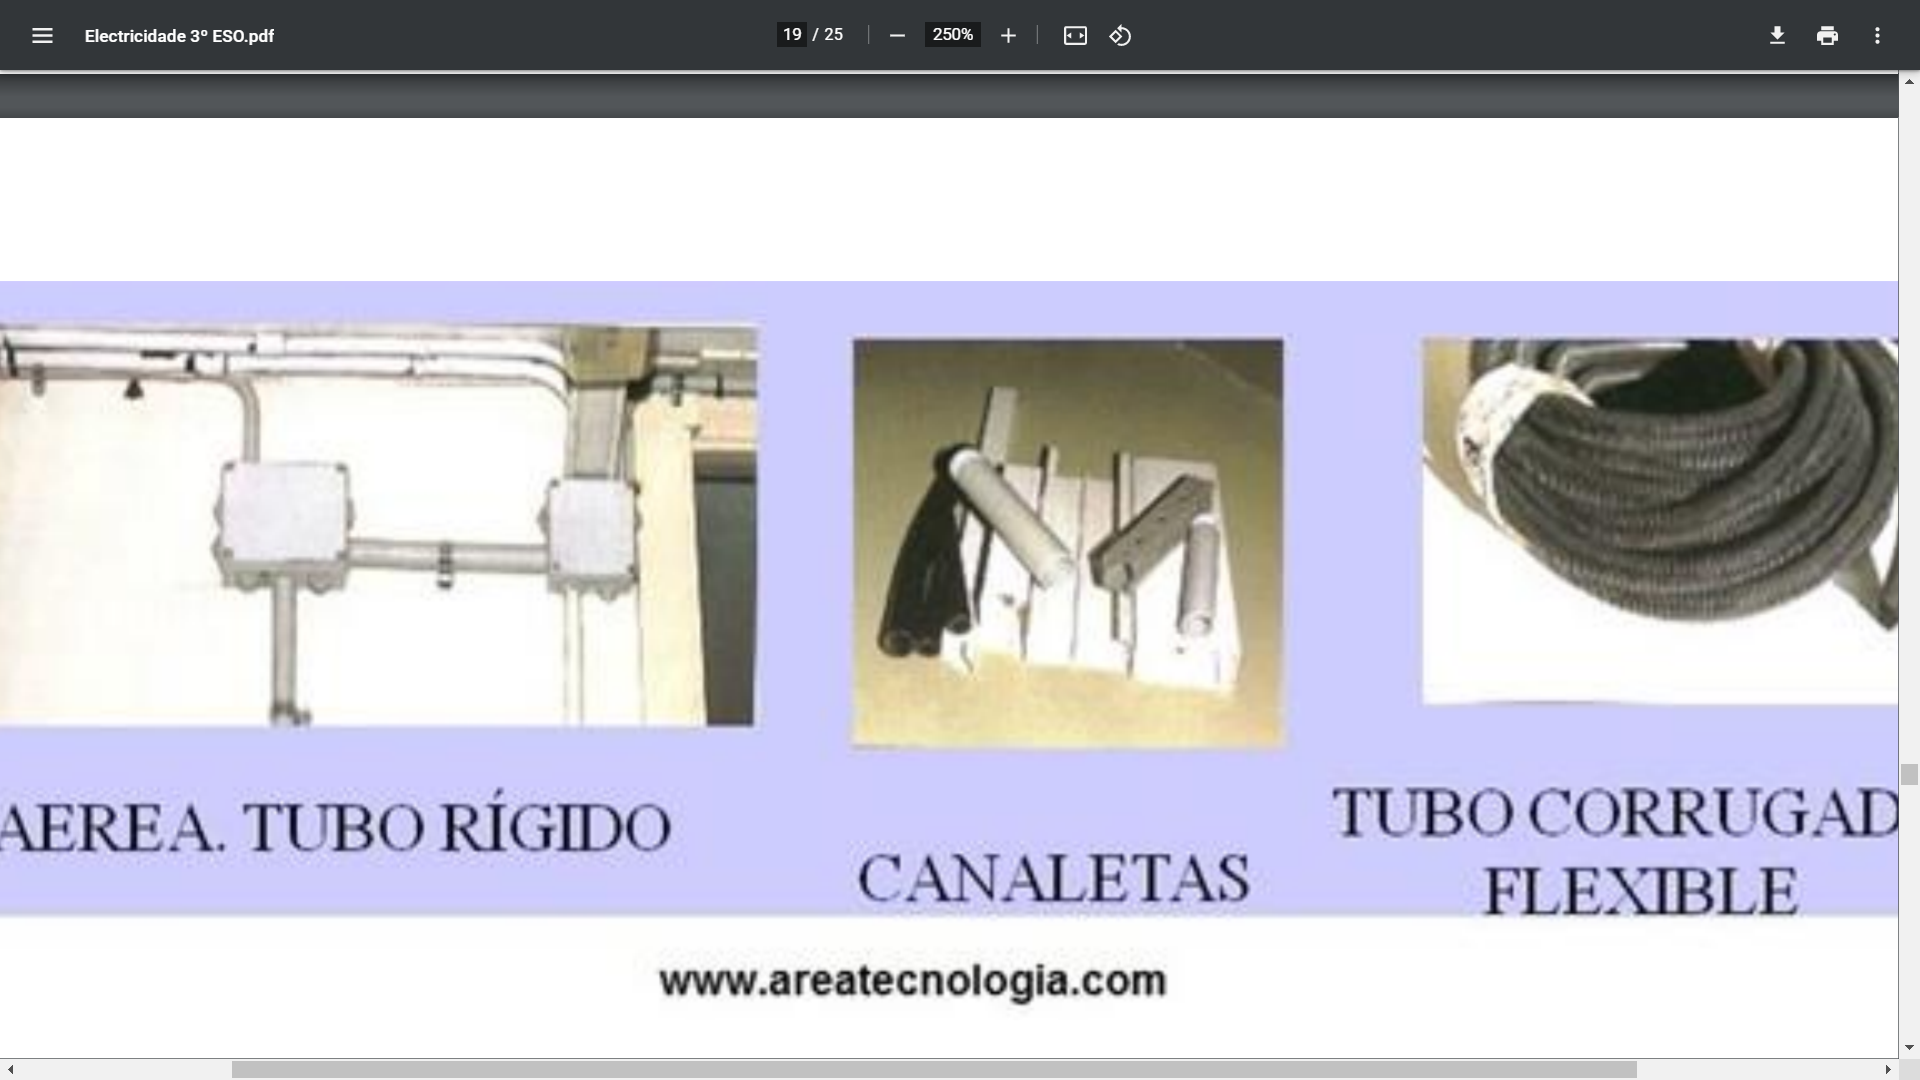 Electricidade 3º ESO.pdf
19 / 25
250%
AEREA. TUBO RÍGIDO
CANALETAS
TUBO CORRUGAD
FLEXIBLE
www.areatecnologia.com